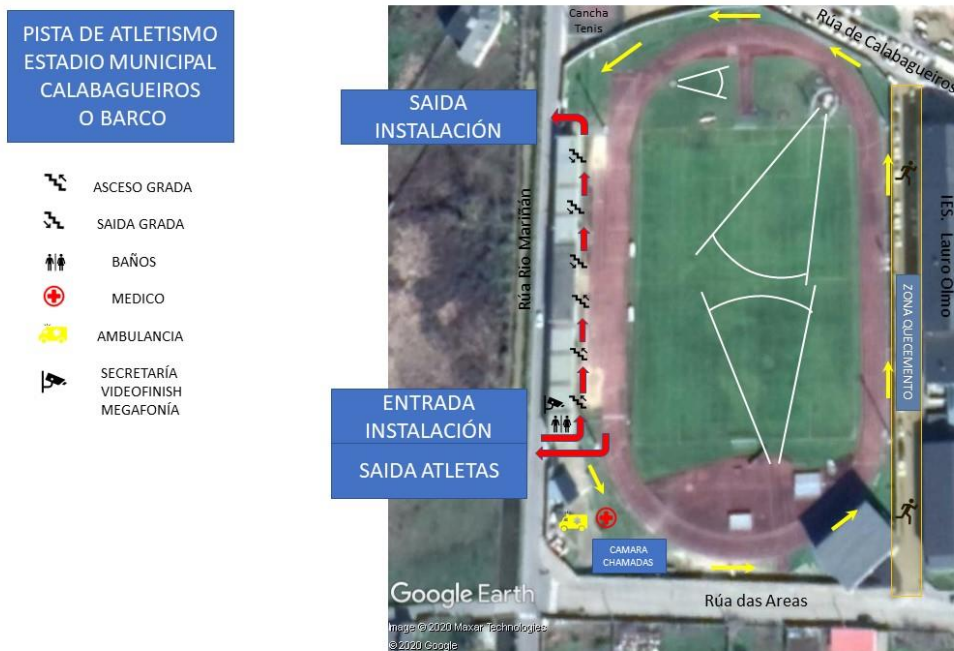 PISTA DE ATLETISMO
ESTADIO MUNICIPAL
CALABAGUEIROS
O BARCO
ASCESO GRADA
SAIDA GRADA
BAÑOS
MEDICO
AMBULANCIA
SECRETARÍA
VIDEOFINISH
MEGAFONÍA
Cancha
Tenis
Rúa de Calabagueiros
SAIDA
INSTALACIÓN
Rúa Río Mariñán
IES. Lauro Olmo
ZONA QUECEMENTO
ENTRADA
INSTALACIÓN
SAIDA ATLETAS
CAMARA
CHAMADAS
Google Earth
Rúa das Areas
Image © 2020 Maxar Technologies
© 2020 Google